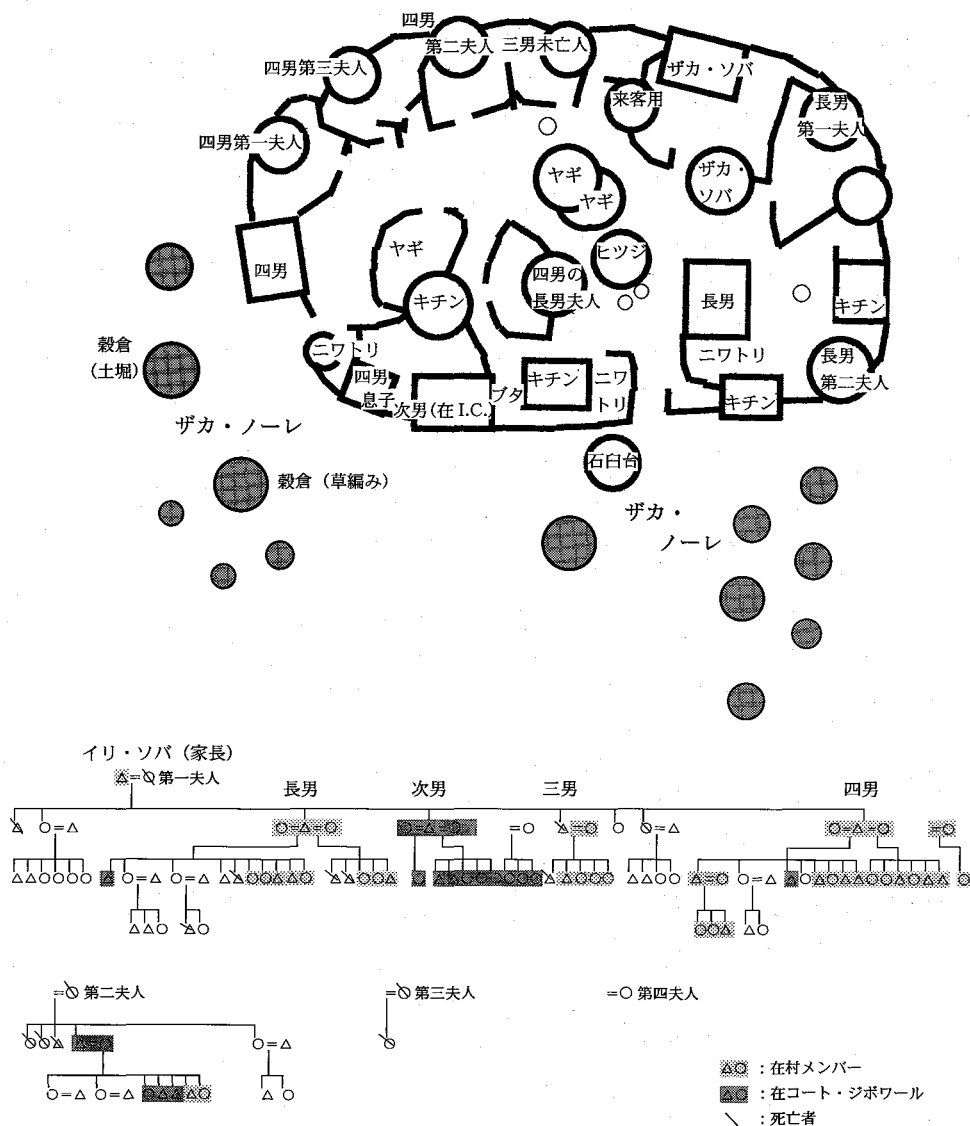 四男
第二夫人
三男未亡人
四男第三夫人
ザカ・ソバ
来客用
長男
第一夫人
四男第一夫人
ザカ・
ソバ
ヤギ
ヤギ
ヤギ
ヒツジ
四男
四男の
長男夫人
キチン
長男
キチン
穀倉
(土堀)
ニワトリ
四男
息子
次男(在 I.C.)
ブタ
キチン
ニワ
トリ
ニワトリ
キチン
長男
第二夫人
ザカ・ノーレ
石臼台
穀倉(草編み)
ザカ・
ノーレ
イリ・ソバ(家長)
△=○ 第一夫人
長男
次男
三男
四男
=○ 第二夫人
=○ 第三夫人
=○ 第四夫人
△○:在村メンバー
△○:在コート・ジボワール
\:死亡者